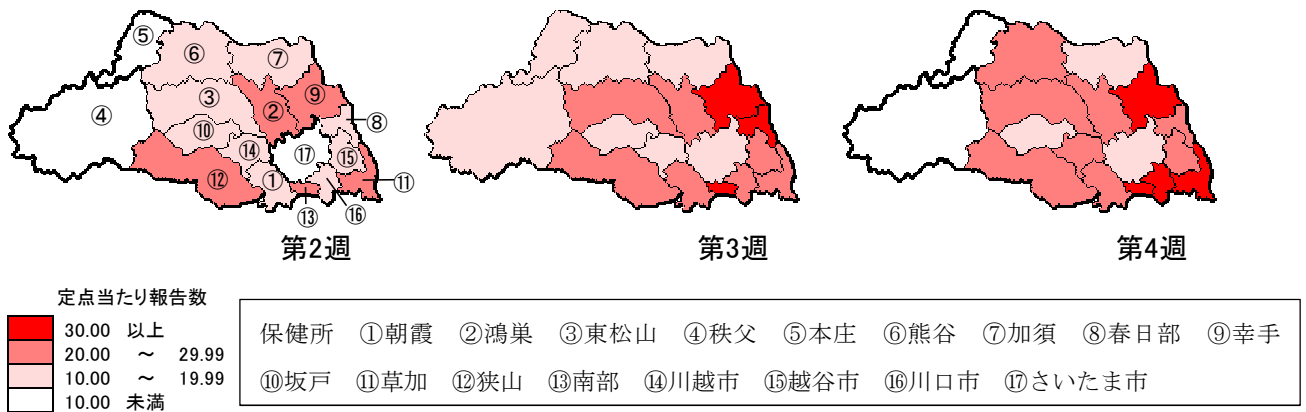 ⑤
⑥
⑦
④
③
②
⑨
⑧
⑩
⑭
⑰
⑮
⑫
①
⑪
⑬
⑯
第2週
第3週
第4週
定点当たり報告数
30.00 以上
20.00 ～ 29.99
10.00 ～ 19.99
10.00 未満
保健所 ①朝霞 ②鴻巣 ③東松山 ④秩父 ⑤本庄 ⑥熊谷 ⑦加須 ⑧春日部 ⑨幸手
⑩坂戸 ⑪草加 ⑫狭山 ⑬南部 ⑭川越市 ⑮越谷市 ⑯川口市 ⑰さいたま市